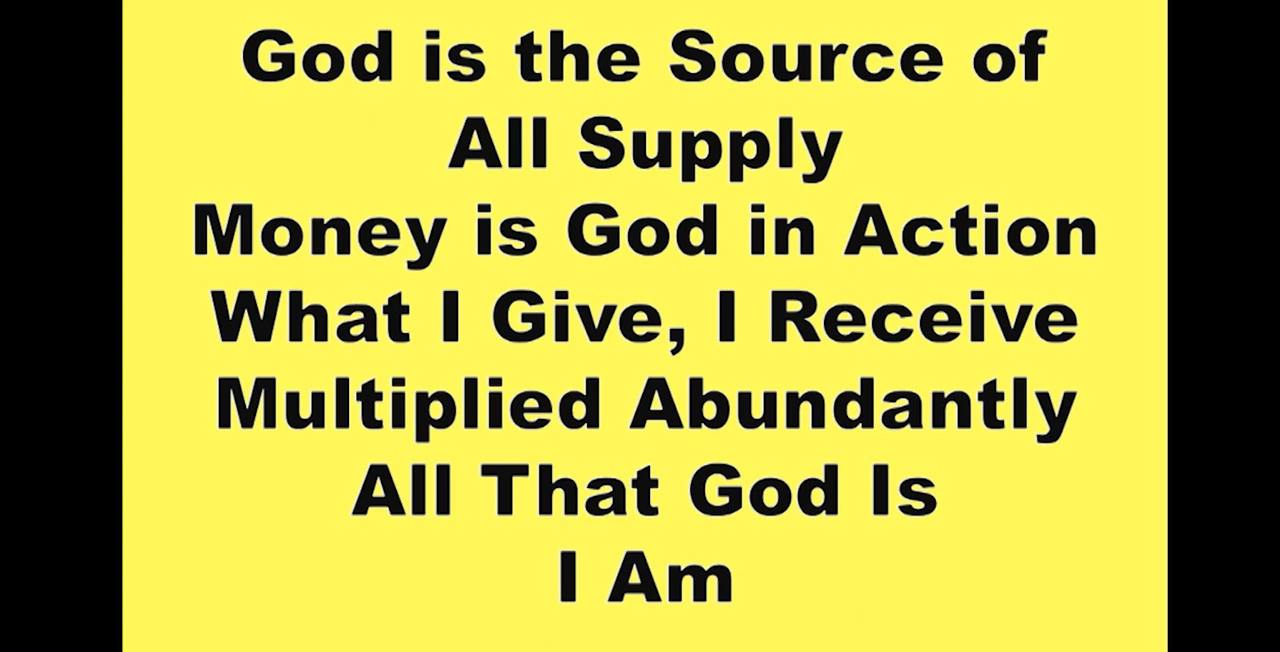 God is the Source of
All Supply
Money is God in Action
What I Give, I Receive
Multiplied Abundantly
All That God Is
I Am